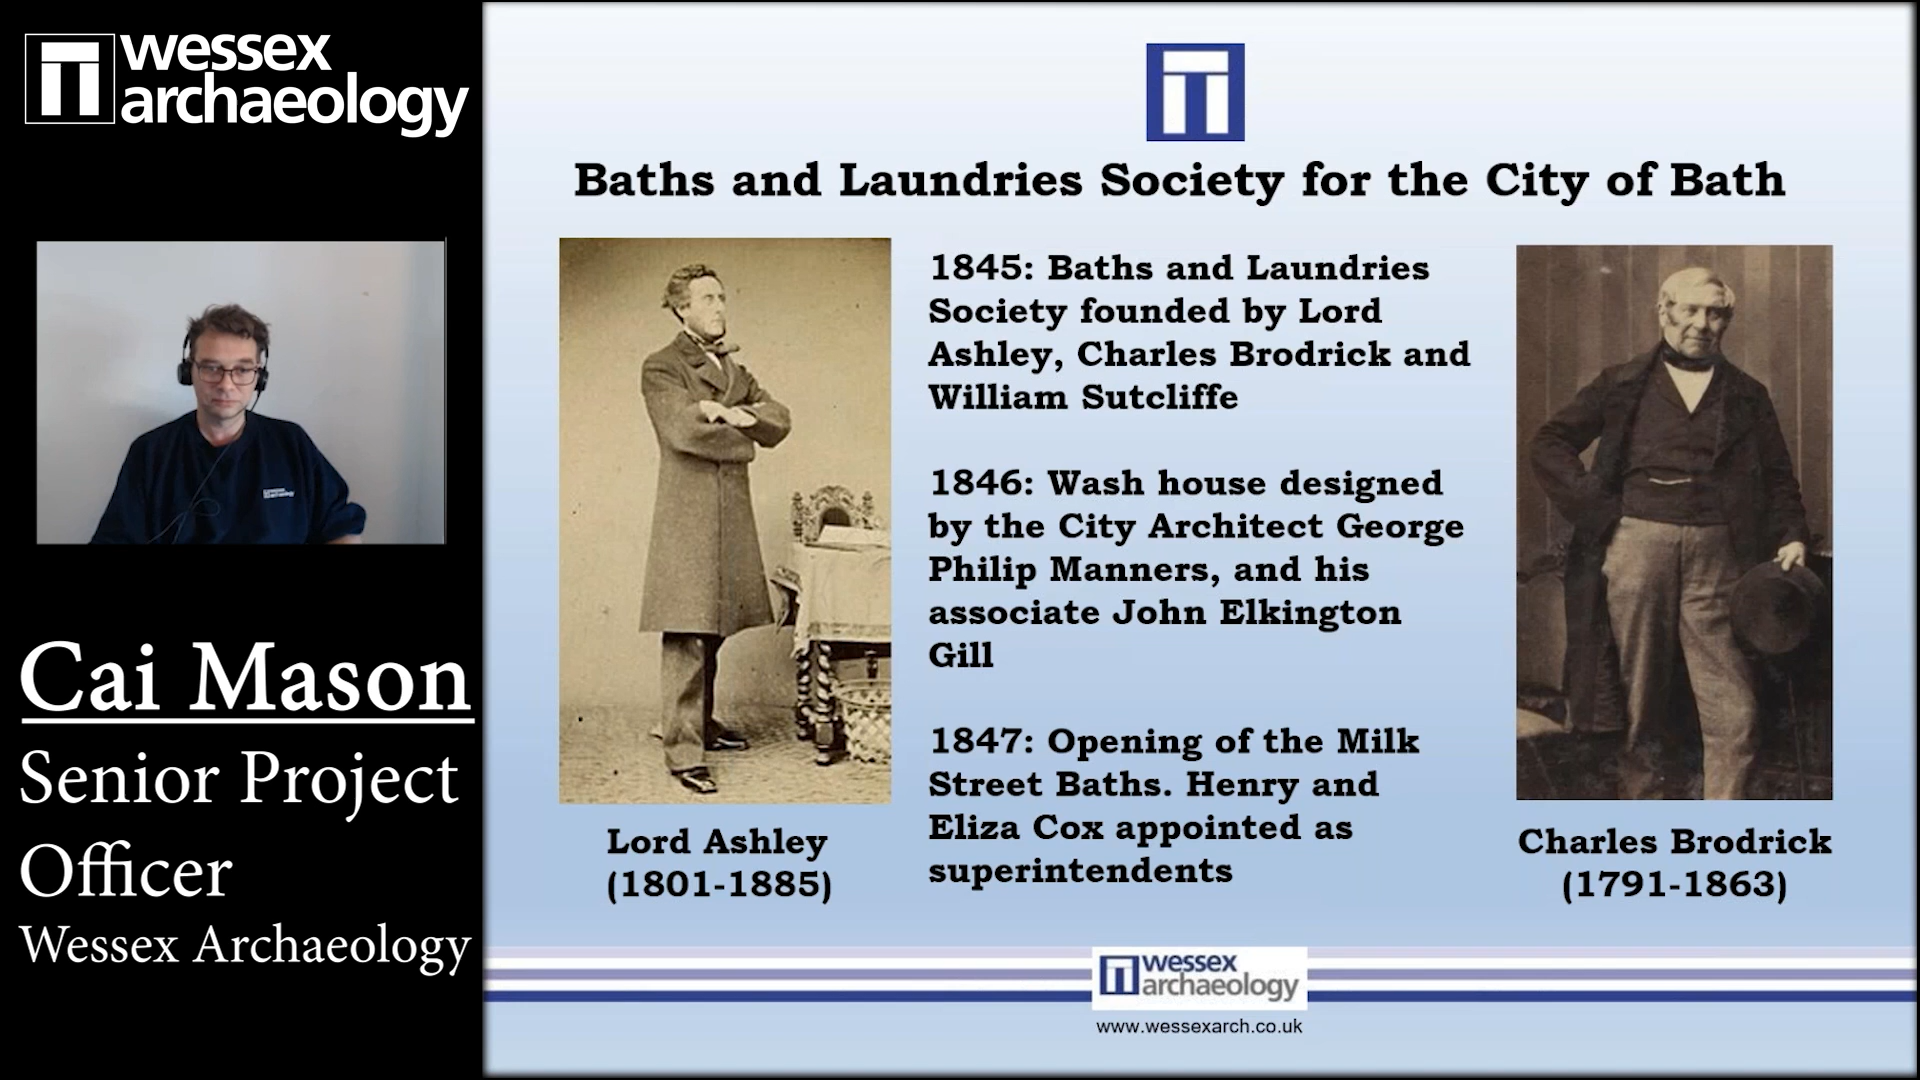 wessex
archaeology
Cai Mason
Senior Project
Officer
Wessex Archaeology
Baths and Laundries Society for the City of Bath
1845: Baths and Laundries
Society founded by Lord
Ashley, Charles Brodrick and
William Sutcliffe
1846: Wash house designed
by the City Architect George
Philip Manners, and his
associate John Elkington
Gill
1847: Opening of the Milk
Street Baths. Henry and
Eliza Cox appointed as
superintendents
Lord Ashley
(1801-1885)
Charles Brodrick
(1791-1863)
wessex
archaeology
www.wessexarch.co.uk